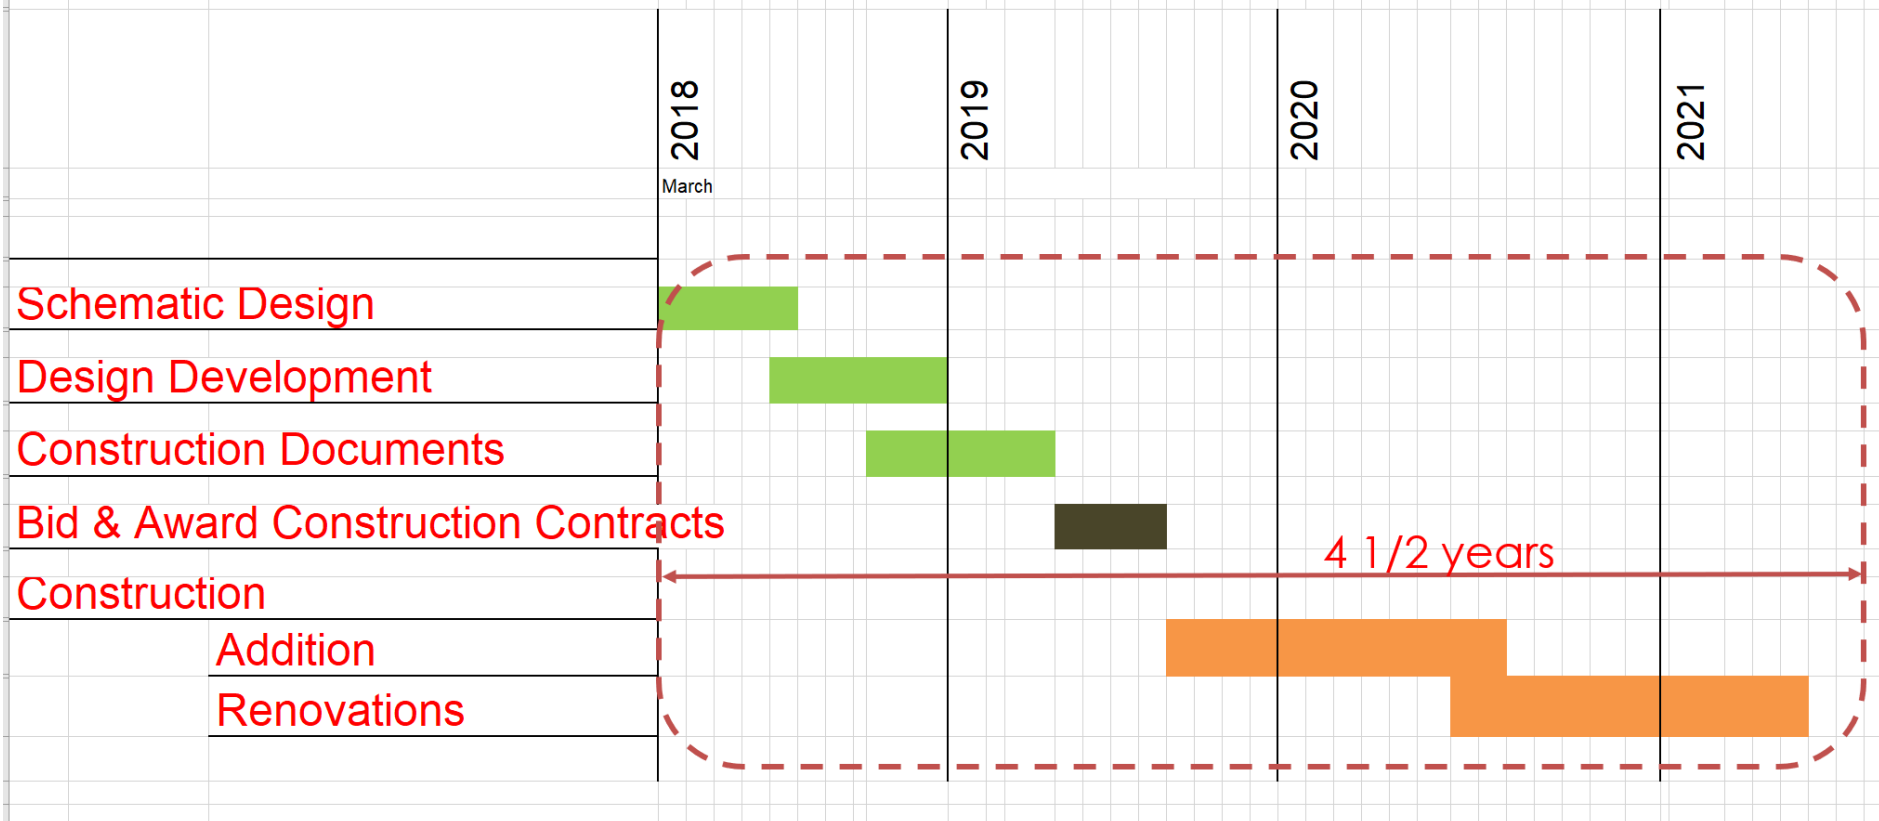 2018
2019
2020
2021
March
Schematic Design
Design Development
Construction Documents
Bid & Award Construction Contracts
4 1/2 years
Construction
Addition
Renovations